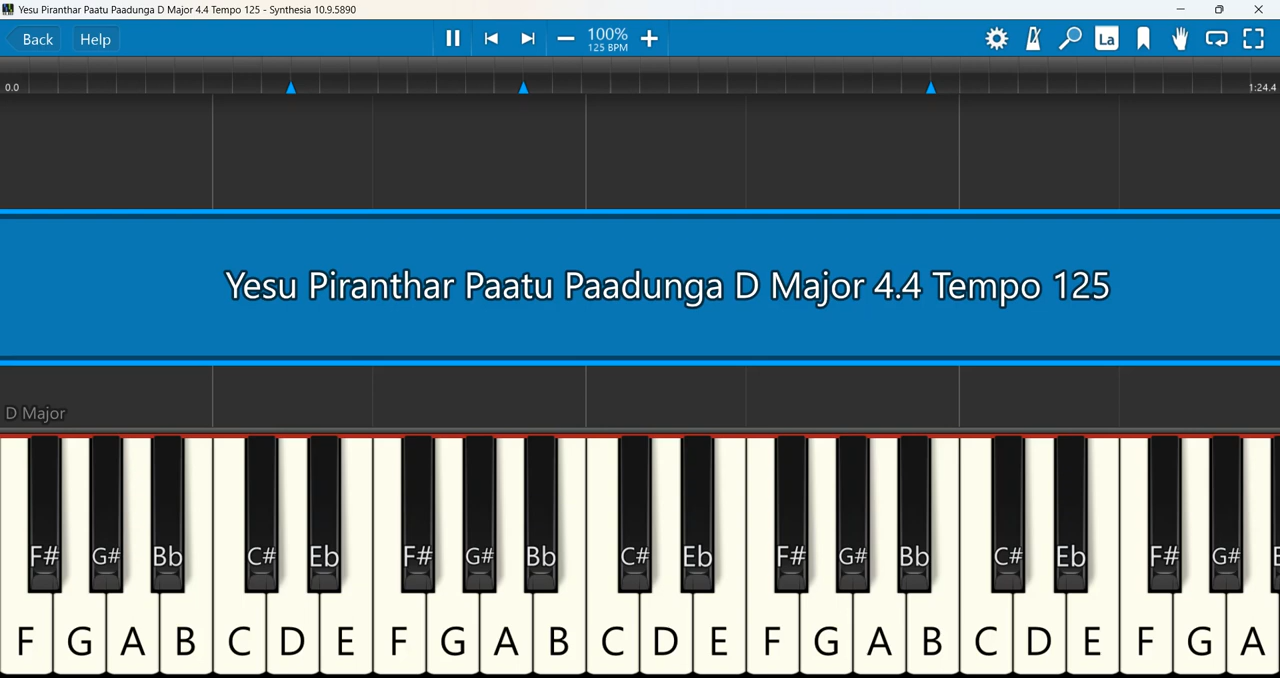 Yesu Piranthar Paatu Paadunga D Major 4.4 Tempo 125 - Synthesia 10.9.5890
Back Help 100% La
125 BPM
0.0 1:24.4
Yesu Piranthar Paatu Paadunga D Major 4.4 Tempo 125
D Major
F# G# Bb C# Eb F# G# Bb C# Eb F# G# Bb C# Eb F# G#
F G A B C D E F G A B C D E F G A B C D E F G A